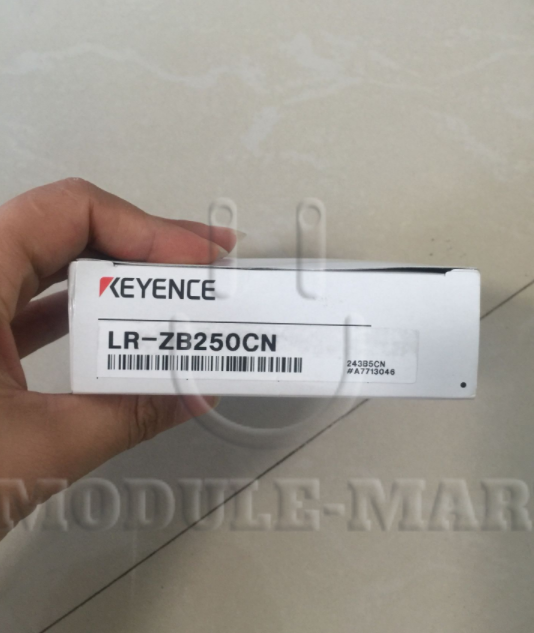 KEYENCE
LR-ZB250CN
243B5CN
#A7713046
MODULE-MAR